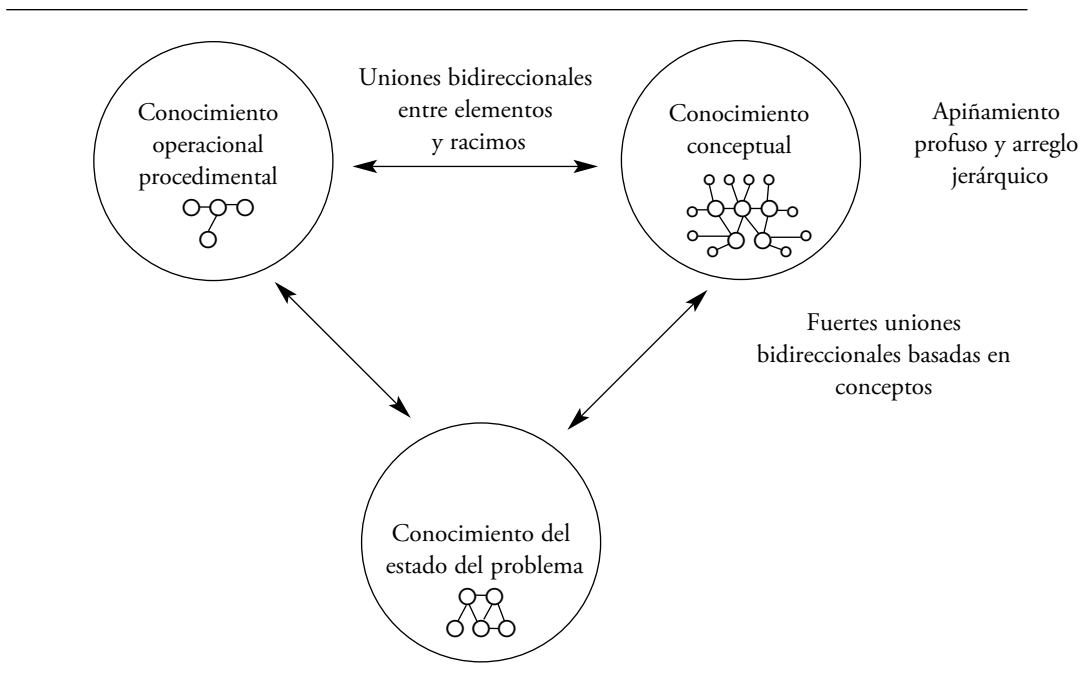 Conocimiento
operacional
procedimental
Uniones bidireccionales
entre elementos
y racimos
Conocimiento
conceptual
Apiñamiento
profuso y arreglo
jerárquico
Fuertes uniones
bidireccionales basadas en
conceptos
Conocimiento del
estado del problema